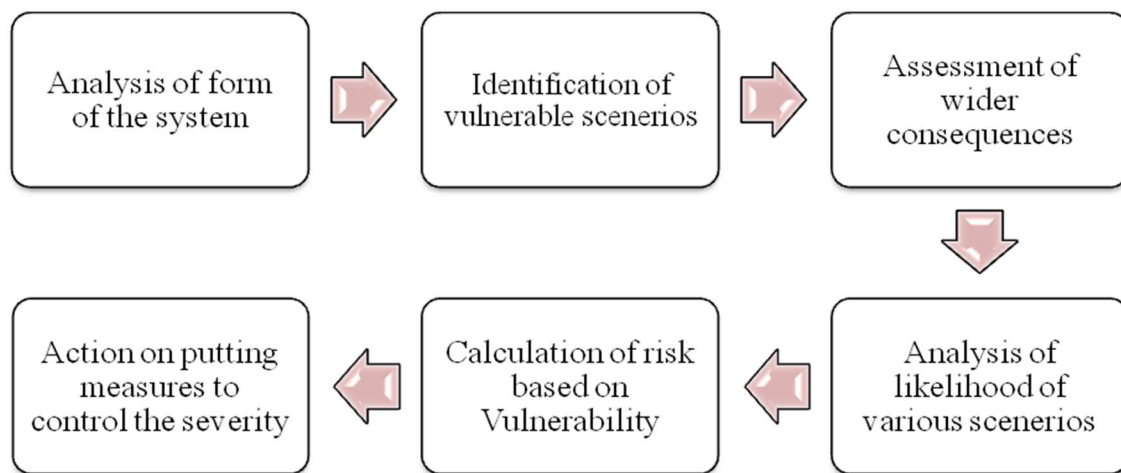 Analysis of form
of the system
Identification of
vulnerable scenerios
Assessment of
wider
consequences
Analysis of
likelihood of
various scenerios
Calculation of risk
based on
Vulnerability
Action on putting
measures to
control the severity